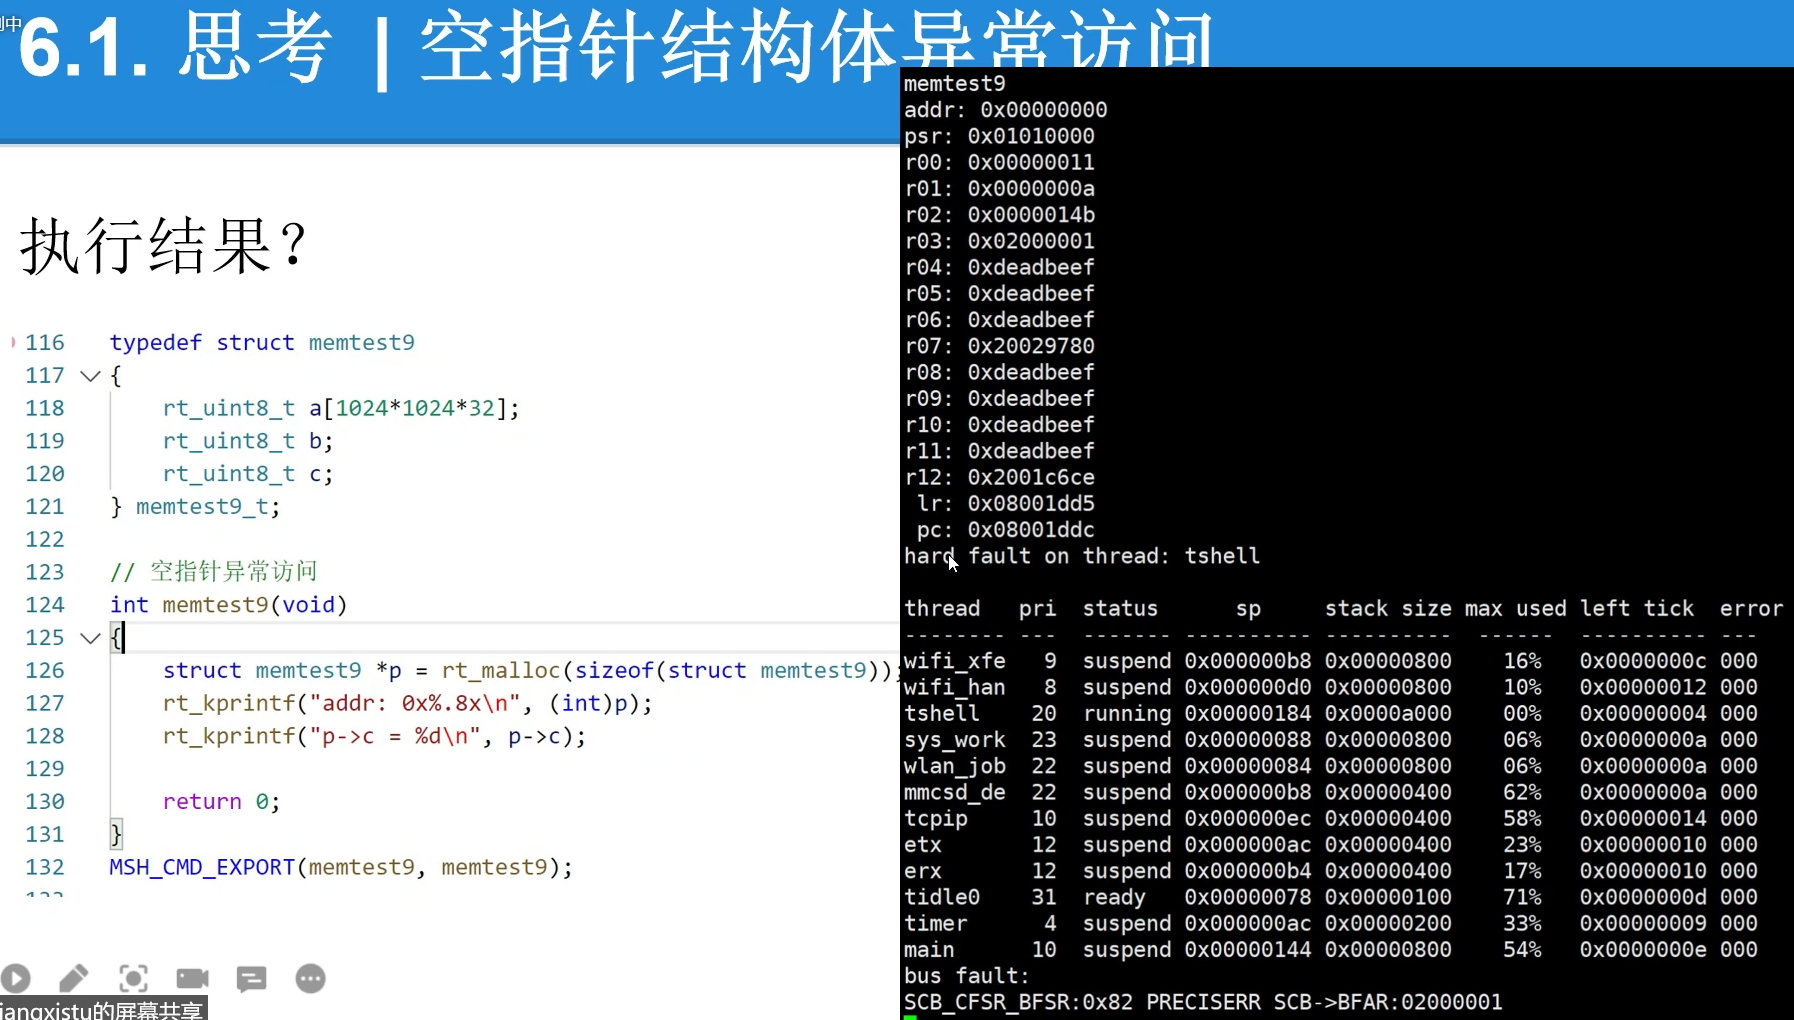 6.1. 思考 | 空指针结构体异常访问
执行结果？
116 typedef struct memtest9
117 {
118 rt_uint8_t a[1024*1024*32];
119 rt_uint8_t b;
120 rt_uint8_t c;
121 } memtest9_t;
122
123 // 空指针异常访问
124 int memtest9(void)
125 {
126 struct memtest9 *p = rt_malloc(sizeof(struct memtest9));
127 rt_kprintf("addr: 0x%.8x\n", (int)p);
128 rt_kprintf("p->c = %d\n", p->c);
129
130 return 0;
131 }
132 MSH_CMD_EXPORT(memtest9, memtest9);
memtest9
addr: 0x00000000
psr: 0x01010000
r00: 0x00000011
r01: 0x0000000a
r02: 0x0000014b
r03: 0x02000001
r04: 0xdeadbeef
r05: 0xdeadbeef
r06: 0xdeadbeef
r07: 0x20029780
r08: 0xdeadbeef
r09: 0xdeadbeef
r10: 0xdeadbeef
r11: 0xdeadbeef
r12: 0x2001c6ce
lr: 0x08001dd5
pc: 0x08001ddc
hard fault on thread: tshell
thread pri status sp stack size max used left tick error
-------- --- ------- ---------- ---------- ------ ---------- ---
wifi_xfe 9 suspend 0x000000b8 0x00000800 16% 0x0000000c 000
wifi_han 8 suspend 0x000000d0 0x00000800 10% 0x00000012 000
tshell 20 running 0x00000184 0x0000a000 00% 0x00000004 000
sys_work 23 suspend 0x00000088 0x00000800 06% 0x0000000a 000
wlan_job 22 suspend 0x00000084 0x00000800 06% 0x0000000a 000
mmcsd_de 22 suspend 0x000000b8 0x00000400 62% 0x0000000a 000
tcpip 10 suspend 0x000000ec 0x00000400 58% 0x00000014 000
etx 12 suspend 0x000000ac 0x00000400 23% 0x00000010 000
erx 12 suspend 0x000000b4 0x00000400 17% 0x00000010 000
tidle0 31 ready 0x00000078 0x00000100 71% 0x0000000d 000
timer 4 suspend 0x000000ac 0x00000200 33% 0x00000009 000
main 10 suspend 0x00000144 0x00000800 54% 0x0000000e 000
bus fault:
SCB_CFSR_BFSR:0x82 PRECISERR SCB->BFAR:02000001
iangxistu的屏幕共享